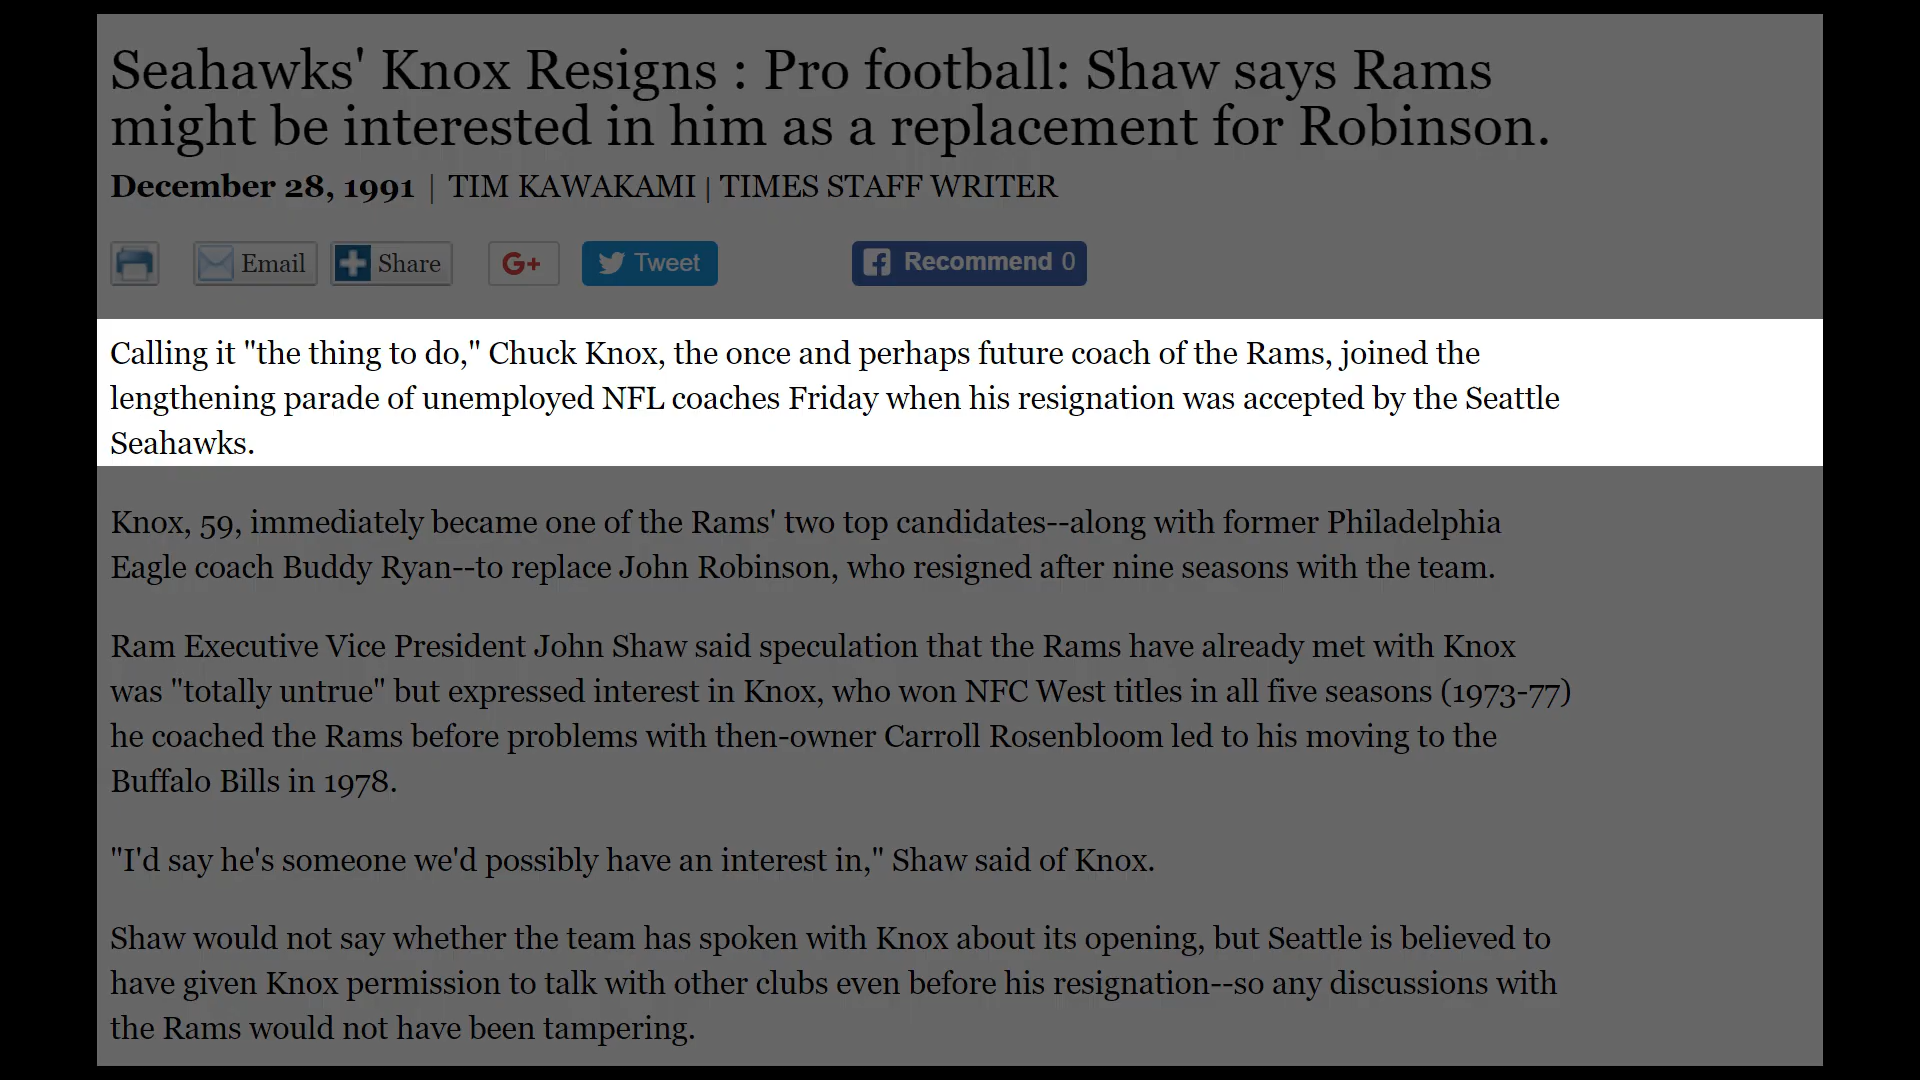 Seahawks' Knox Resigns : Pro football: Shaw says Rams
might be interested in him as a replacement for Robinson.
December 28, 1991 | TIM KAWAKAMI | TIMES STAFF WRITER
Email Share G+ Tweet Recommend 0
Calling it "the thing to do," Chuck Knox, the once and perhaps future coach of the Rams, joined the
lengthening parade of unemployed NFL coaches Friday when his resignation was accepted by the Seattle
Seahawks.
Knox, 59, immediately became one of the Rams' two top candidates--along with former Philadelphia
Eagle coach Buddy Ryan--to replace John Robinson, who resigned after nine seasons with the team.
Ram Executive Vice President John Shaw said speculation that the Rams have already met with Knox
was "totally untrue" but expressed interest in Knox, who won NFC West titles in all five seasons (1973-77)
he coached the Rams before problems with then-owner Carroll Rosenbloom led to his moving to the
Buffalo Bills in 1978.
"I'd say he's someone we'd possibly have an interest in," Shaw said of Knox.
Shaw would not say whether the team has spoken with Knox about its opening, but Seattle is believed to
have given Knox permission to talk with other clubs even before his resignation--so any discussions with
the Rams would not have been tampering.